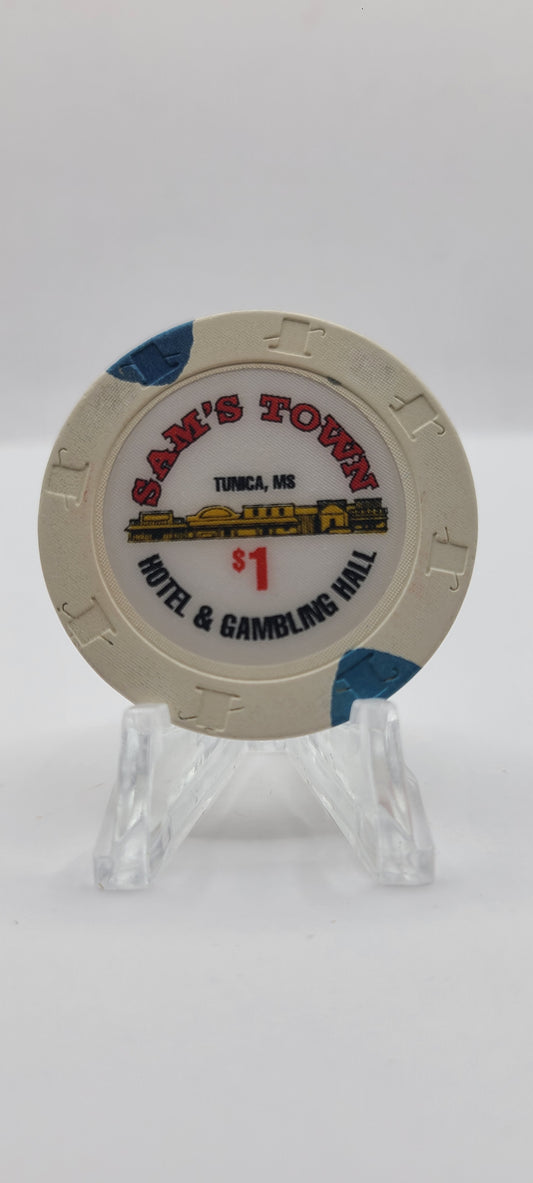 SAM'S TOWN
TUNICA, MS
$1
HOTEL & GAMBLING HALL